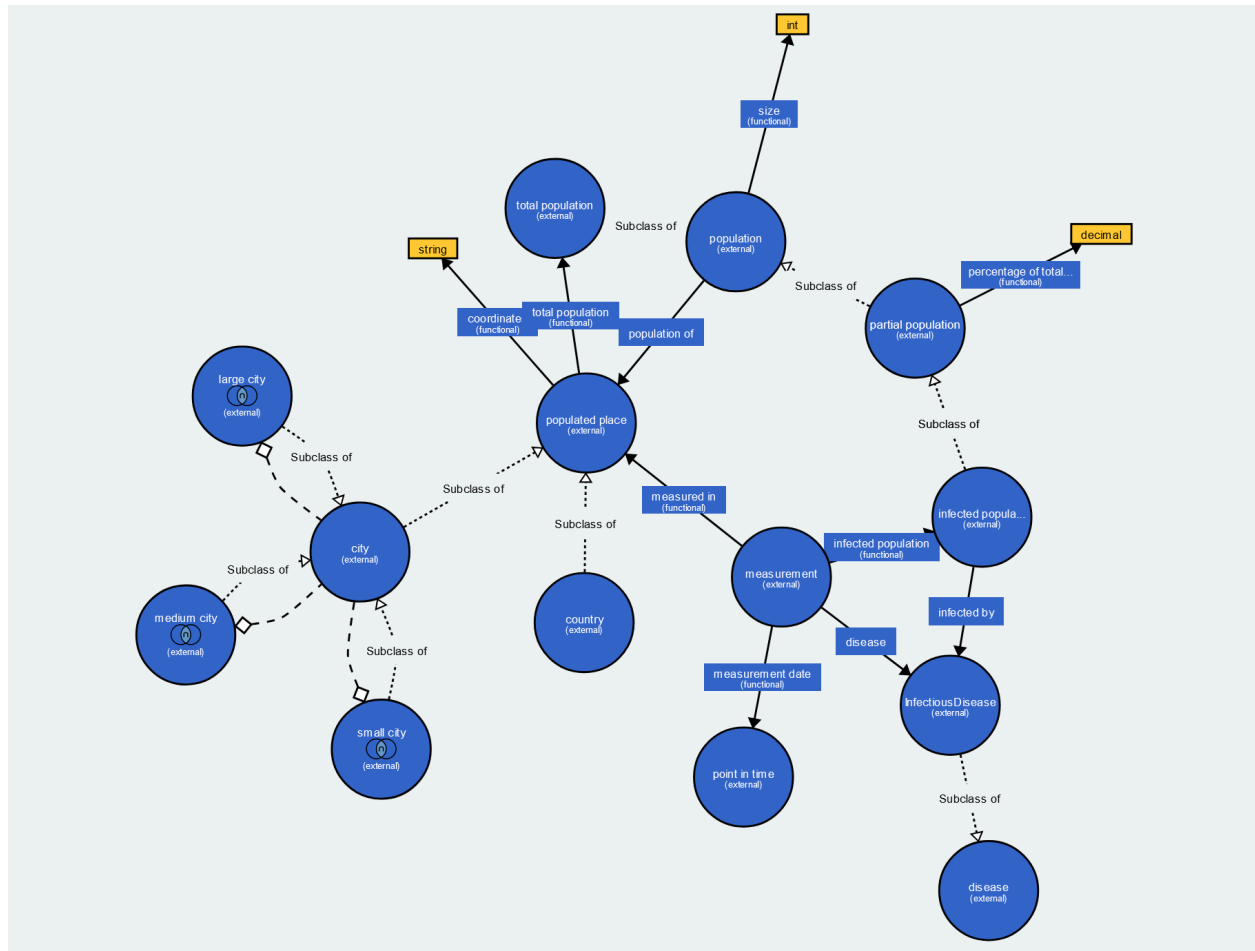 int
size
(functional)
total population
(external)
Subclass of
population
(external)
string
decimal
percentage of total...
(functional)
Subclass of
coordinate
(functional)
total population
(functional)
population of
partial population
(external)
large city
(external)
populated place
(external)
Subclass of
Subclass of
Subclass of
measured in
(functional)
infected popula...
(external)
Subclass of
city
(external)
infected population
(functional)
Subclass of
measurement
(external)
medium city
(external)
country
(external)
infected by
disease
Subclass of
measurement date
(functional)
InfectiousDisease
(external)
small city
(external)
point in time
(external)
Subclass of
disease
(external)